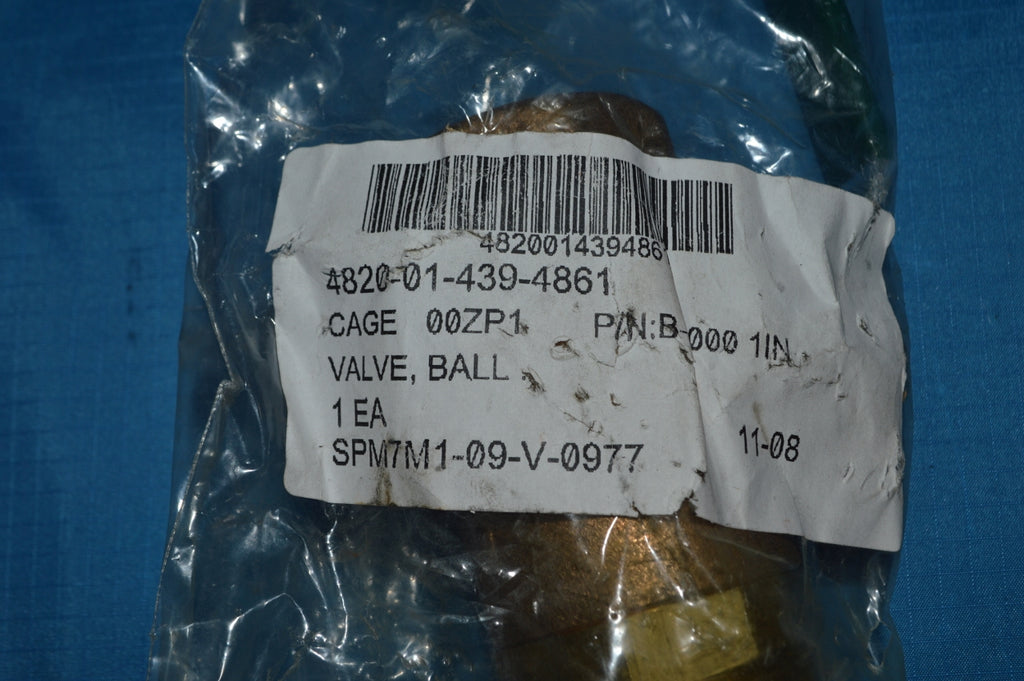 482001439486
4820-01-439-4861
CAGE 00ZP1 P/N:B-000 1IN
VALVE, BALL
1 EA
SPM7M1-09-V-0977 11-08